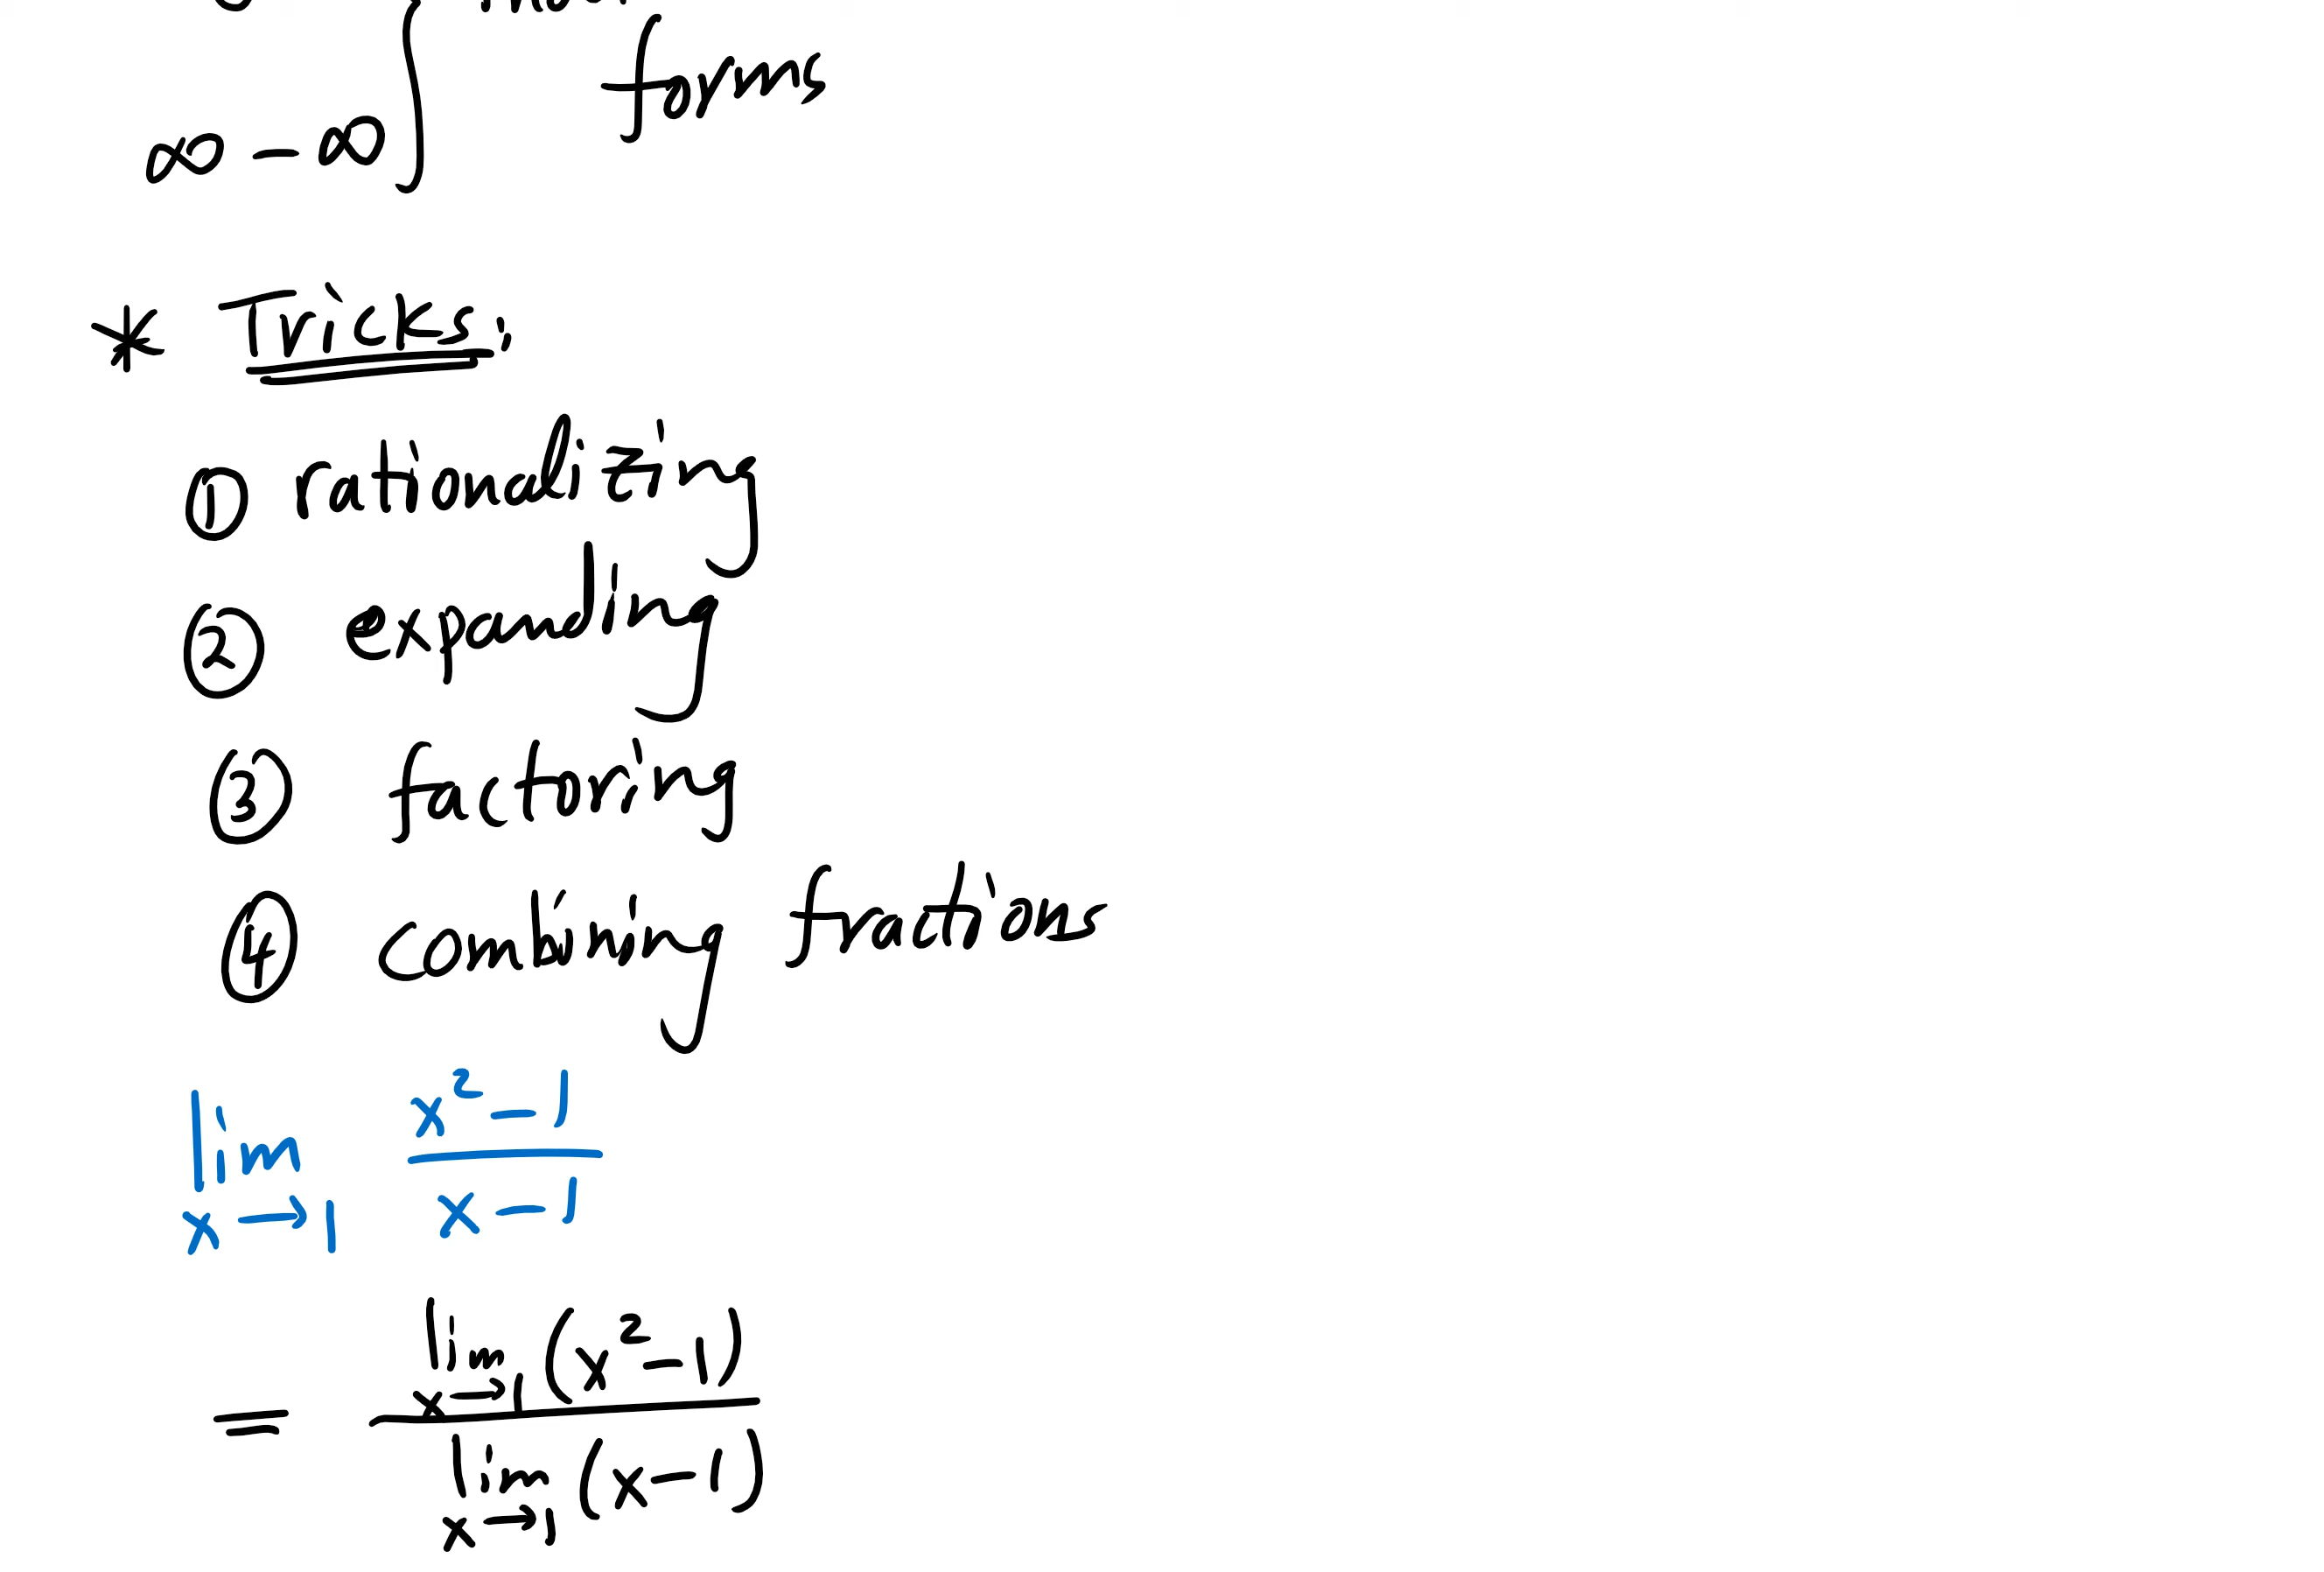 forms
∞ - ∞
* Tricks:
① rationalizing
② expanding
③ factoring
④ combining fractions
lim x→1 (x² - 1)/(x - 1)
= lim x→1 (x² - 1) / lim x→1 (x - 1)